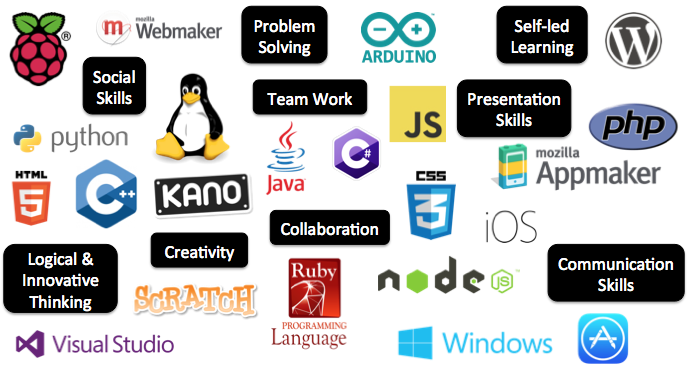 mozilla
Webmaker
Problem
Solving
ARDUINO
Self-led
Learning
Social
Skills
Team Work
JS
Presentation
Skills
php
python
Java
C#
mozilla
Appmaker
HTML
5
C++
KANO
CSS
3
iOS
Collaboration
Logical &
Innovative
Thinking
Creativity
SCRATCH
Ruby
PROGRAMMING
Language
node
JS
Communication
Skills
Visual Studio
Windows